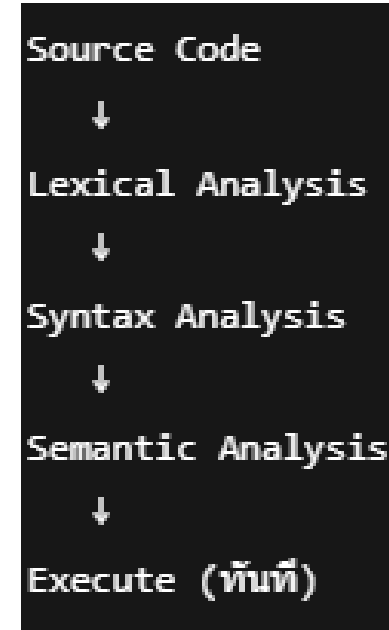 Source Code
↓
Lexical Analysis
↓
Syntax Analysis
↓
Semantic Analysis
↓
Execute (ทันที)